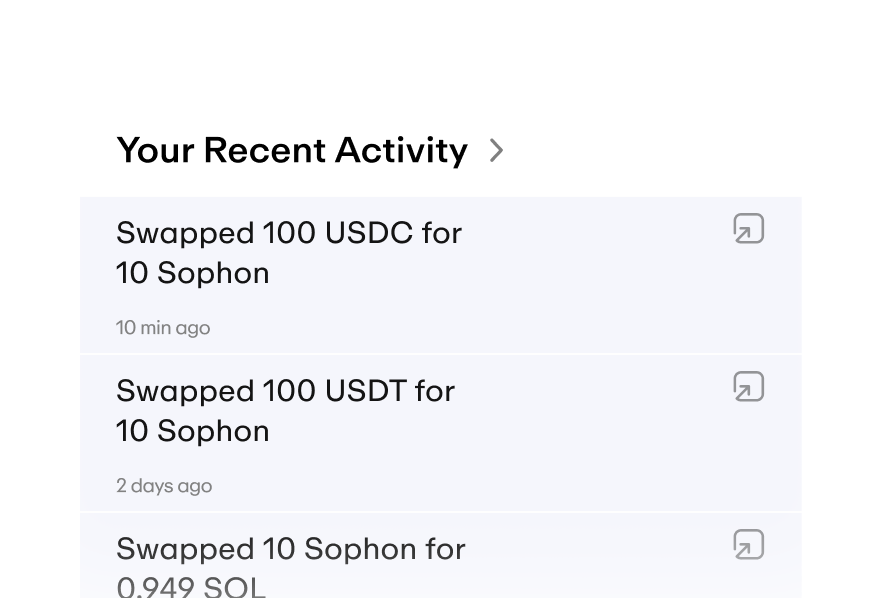 Your Recent Activity
Swapped 100 USDC for
10 Sophon
10 min ago
Swapped 100 USDT for
10 Sophon
2 days ago
Swapped 10 Sophon for
0.949 SOL